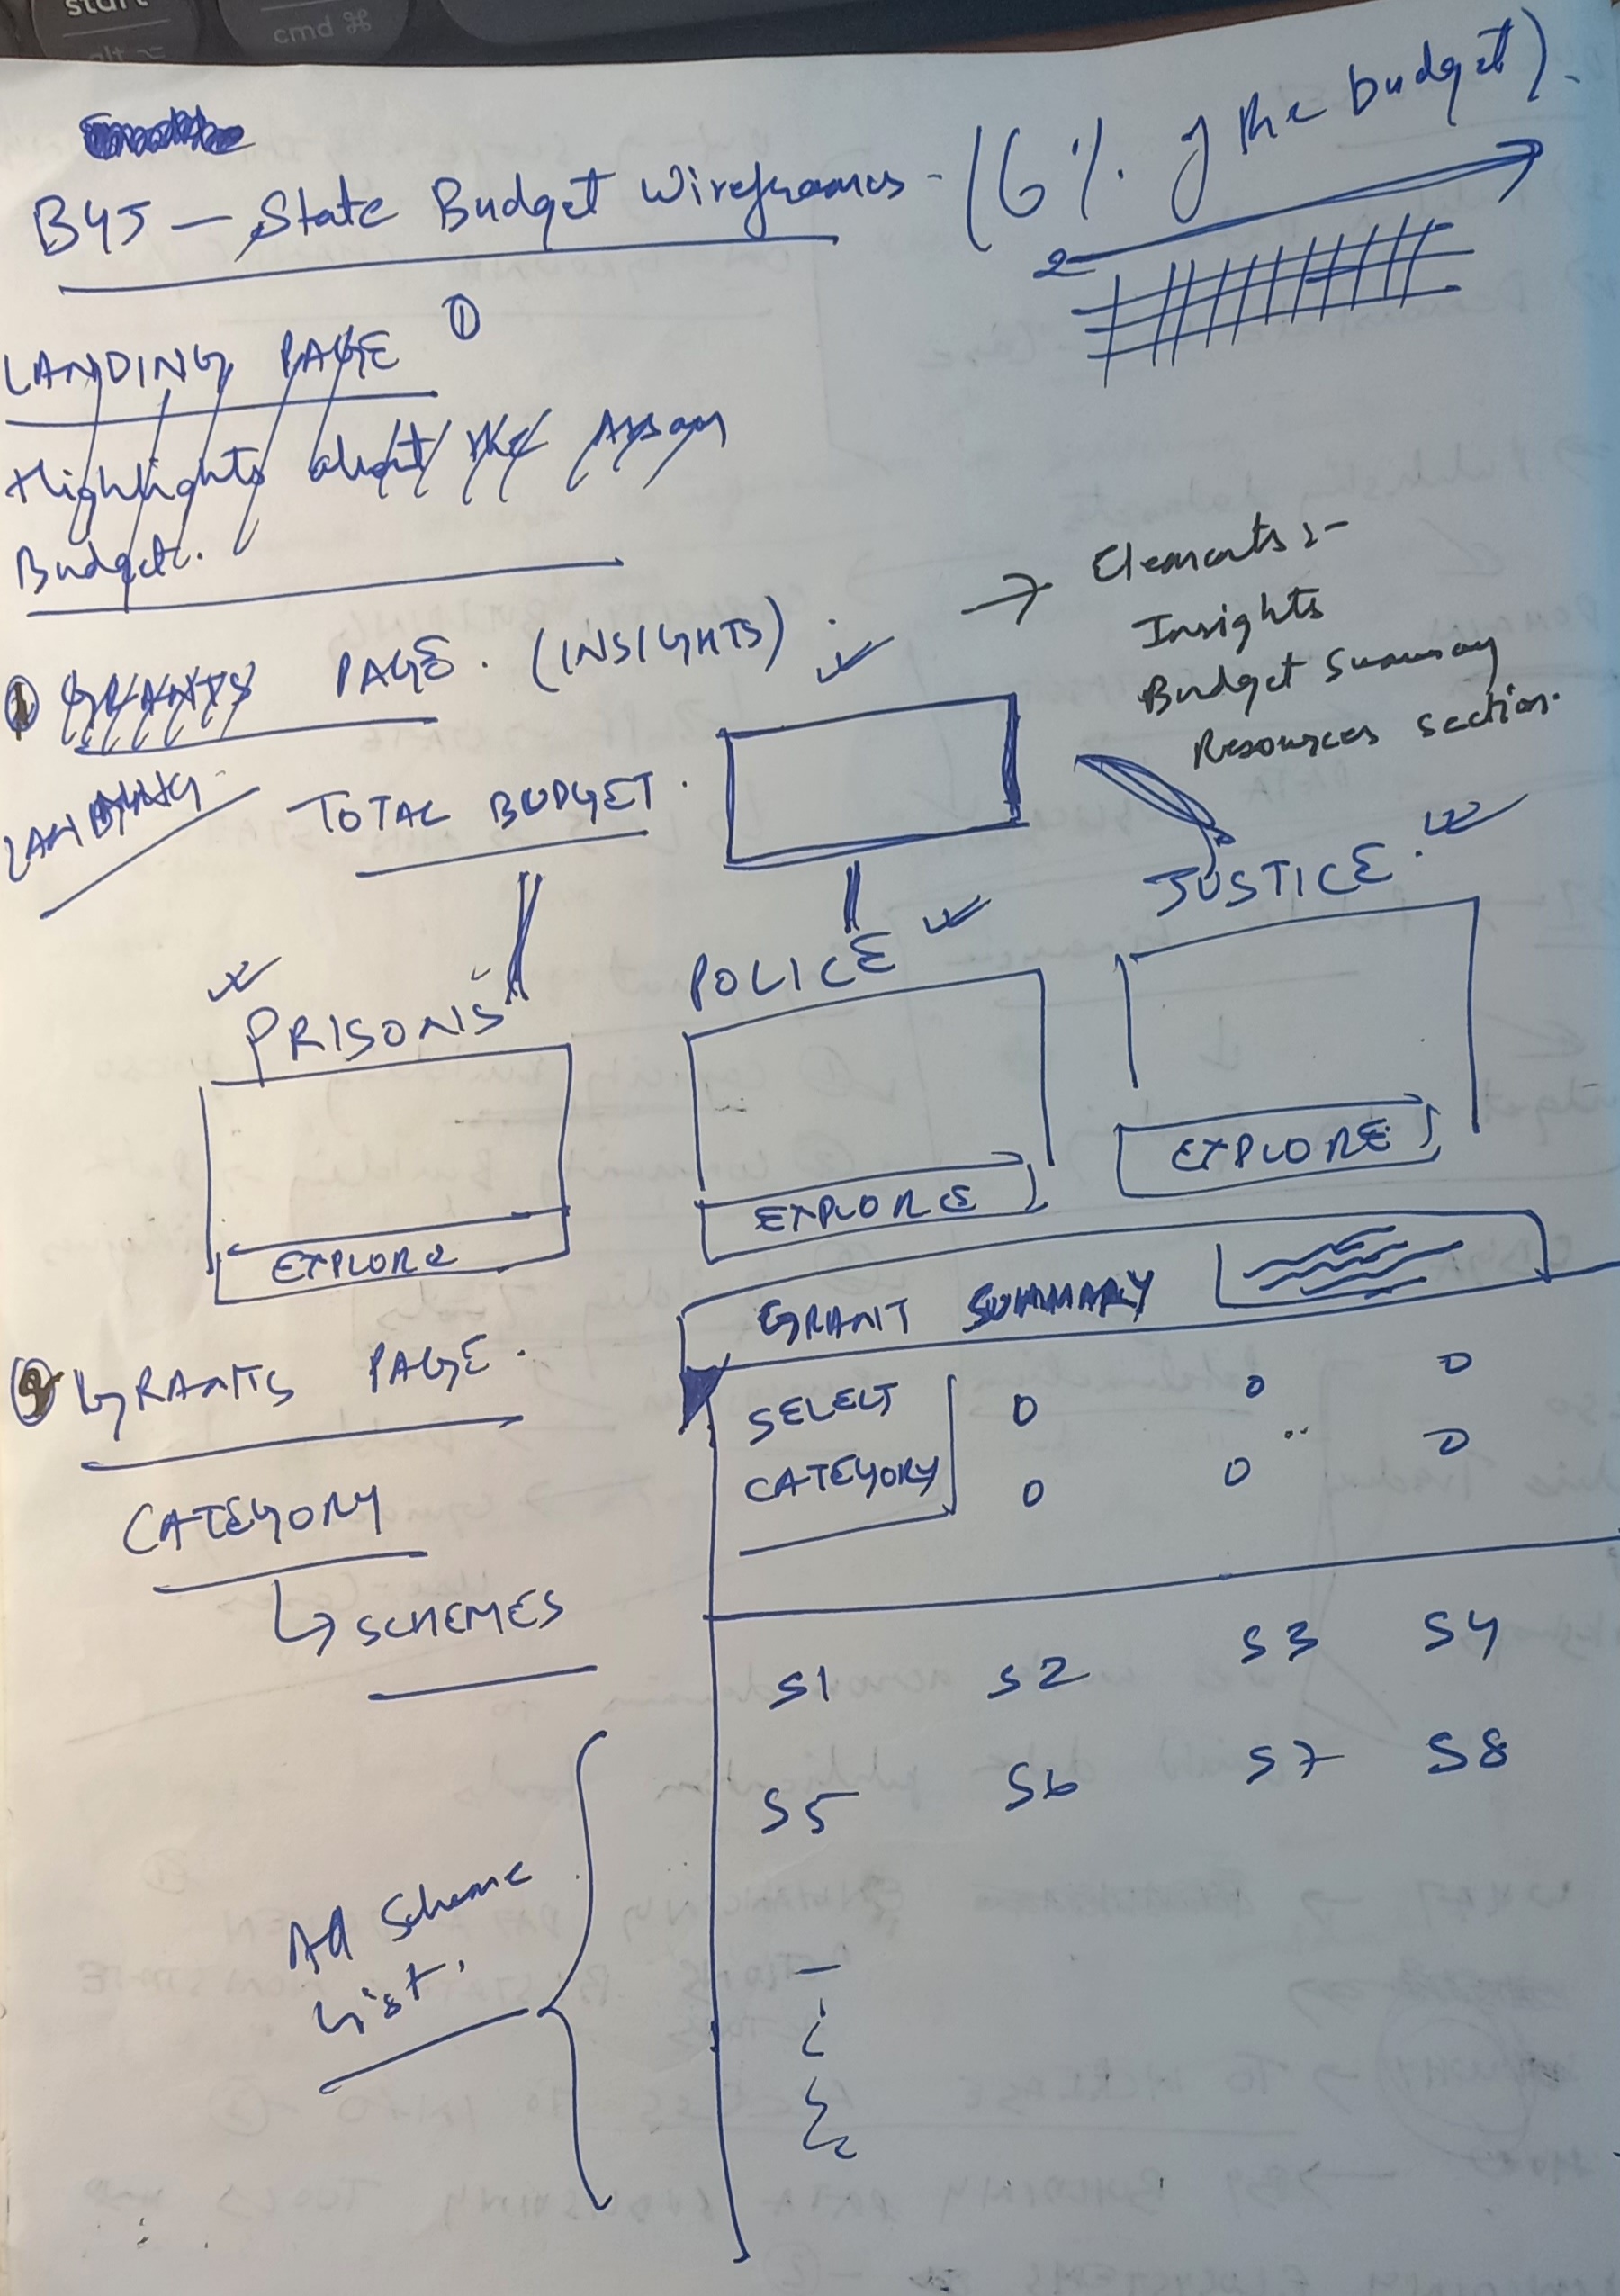 start
alt ⌥
cmd ⌘
B4J - State Budget Wireframes - (6% of the budget).
LANDING PAGE ①
Highlights about the Assam
Budget.
① GRANTS PAGE. (INSIGHTS).
LANDING
→ Elements :-
Insights
Budget Summary
Resources section.
TOTAL BUDGET.
PRISONS
POLICE
JUSTICE.
EXPLORE
EXPLORE
EXPLORE
② GRANTS PAGE.
CATEGORY
↳ SCHEMES
GRANT SUMMARY
SELECT
CATEGORY
S1 S2 S3 S4
S5 S6 S7 S8
All Scheme
List.